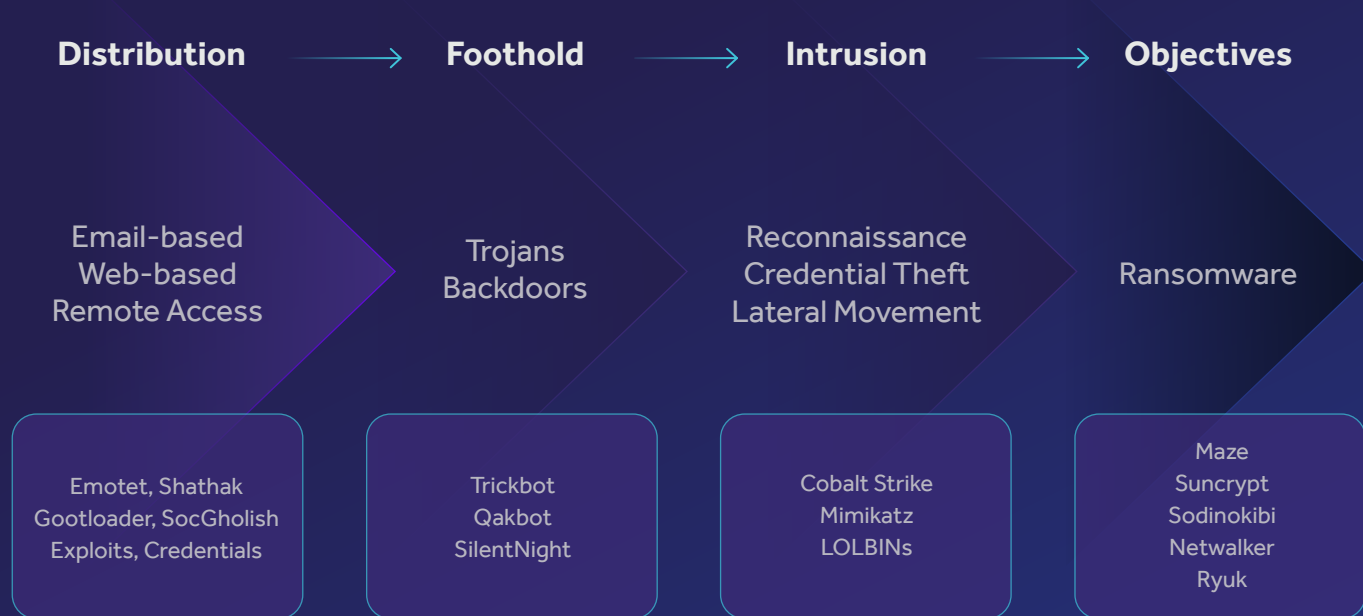 Distribution
Foothold
Intrusion
Objectives
Email-based
Web-based
Remote Access
Trojans
Backdoors
Reconnaissance
Credential Theft
Lateral Movement
Ransomware
Emotet, Shathak
Gootloader, SocGholish
Exploits, Credentials
Trickbot
Qakbot
SilentNight
Cobalt Strike
Mimikatz
LOLBINs
Maze
Suncrypt
Sodinokibi
Netwalker
Ryuk